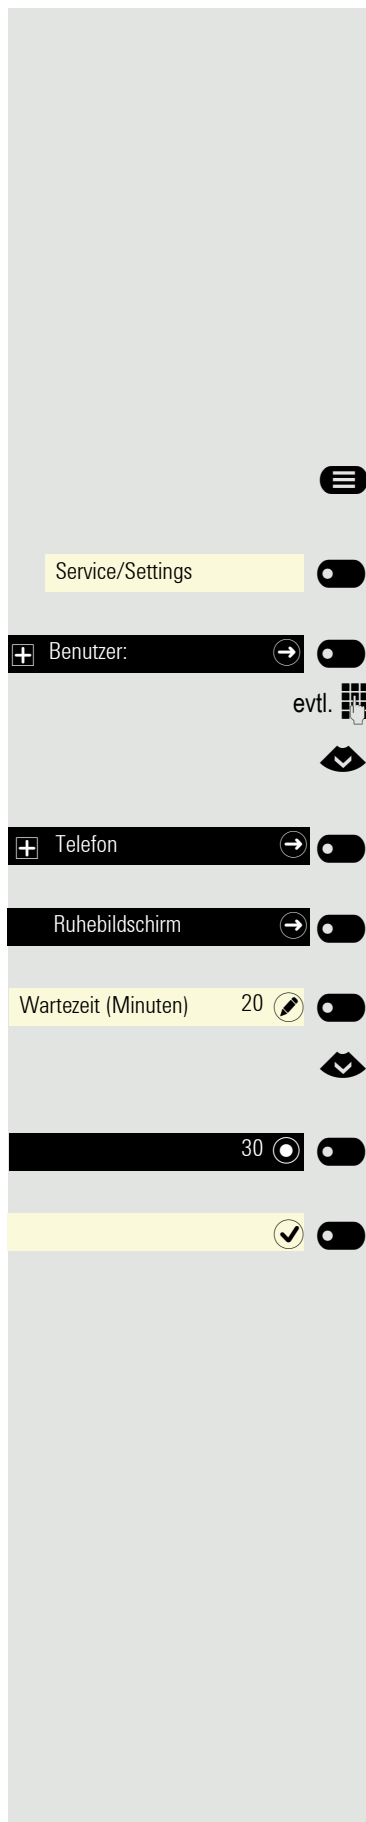 Service/Settings
Benutzer:
evtl.
Telefon
Ruhebildschirm
Wartezeit (Minuten) 20
30